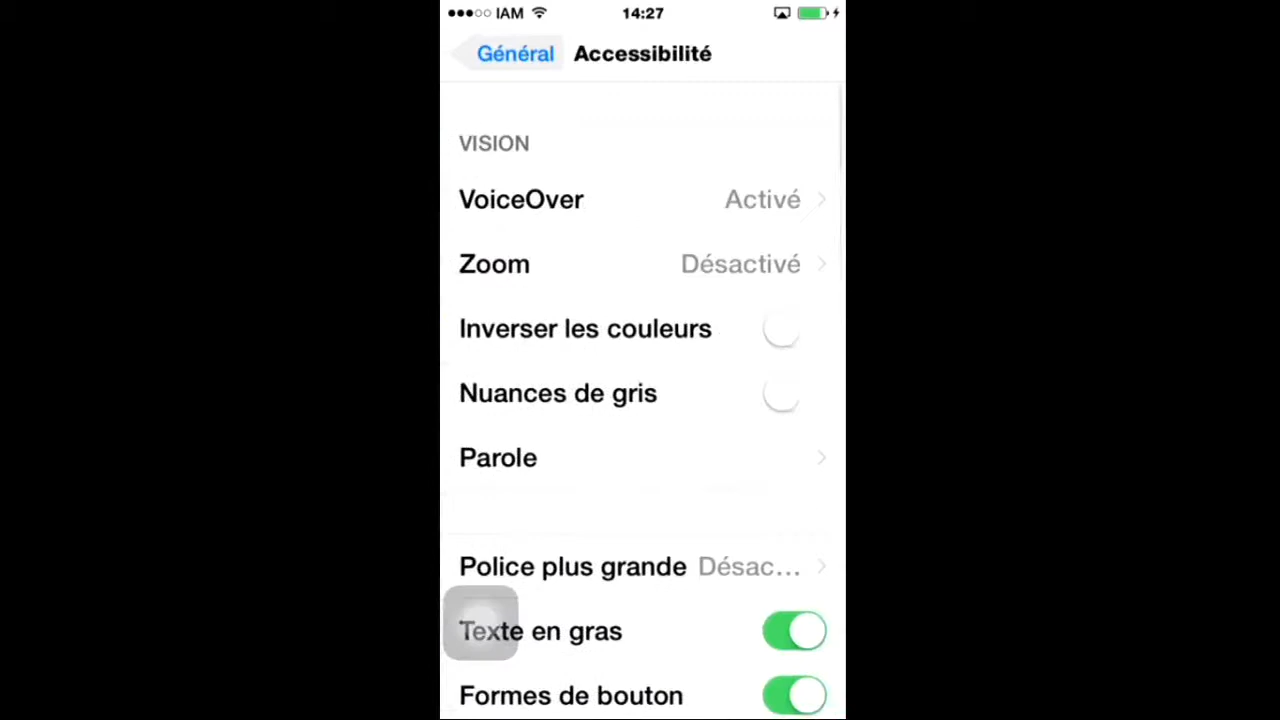 IAM 14:27
Général Accessibilité
VISION
VoiceOver Activé
Zoom Désactivé
Inverser les couleurs
Nuances de gris
Parole
Police plus grande Désac...
Texte en gras
Formes de bouton